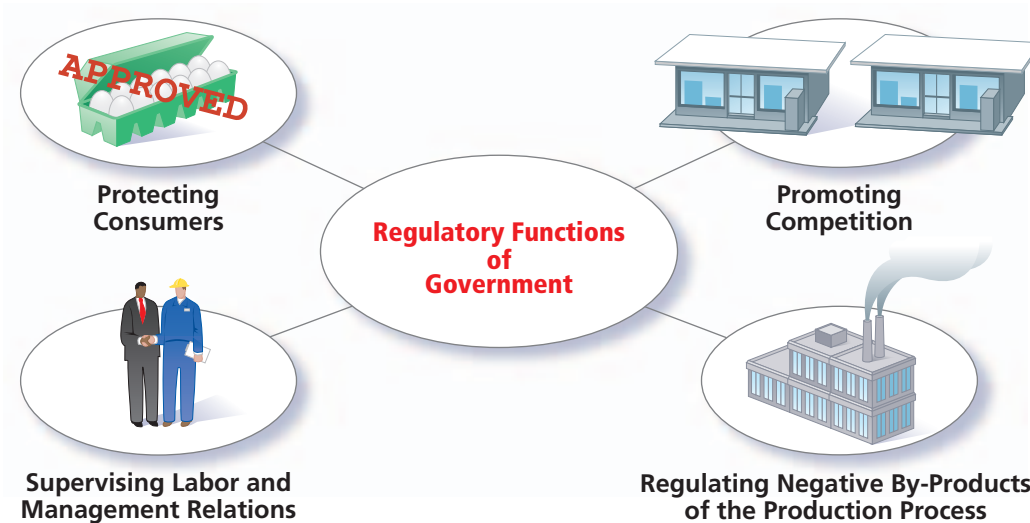 APPROVED
Protecting
Consumers
Promoting
Competition
Regulatory Functions
of
Government
Supervising Labor and
Management Relations
Regulating Negative By-Products
of the Production Process